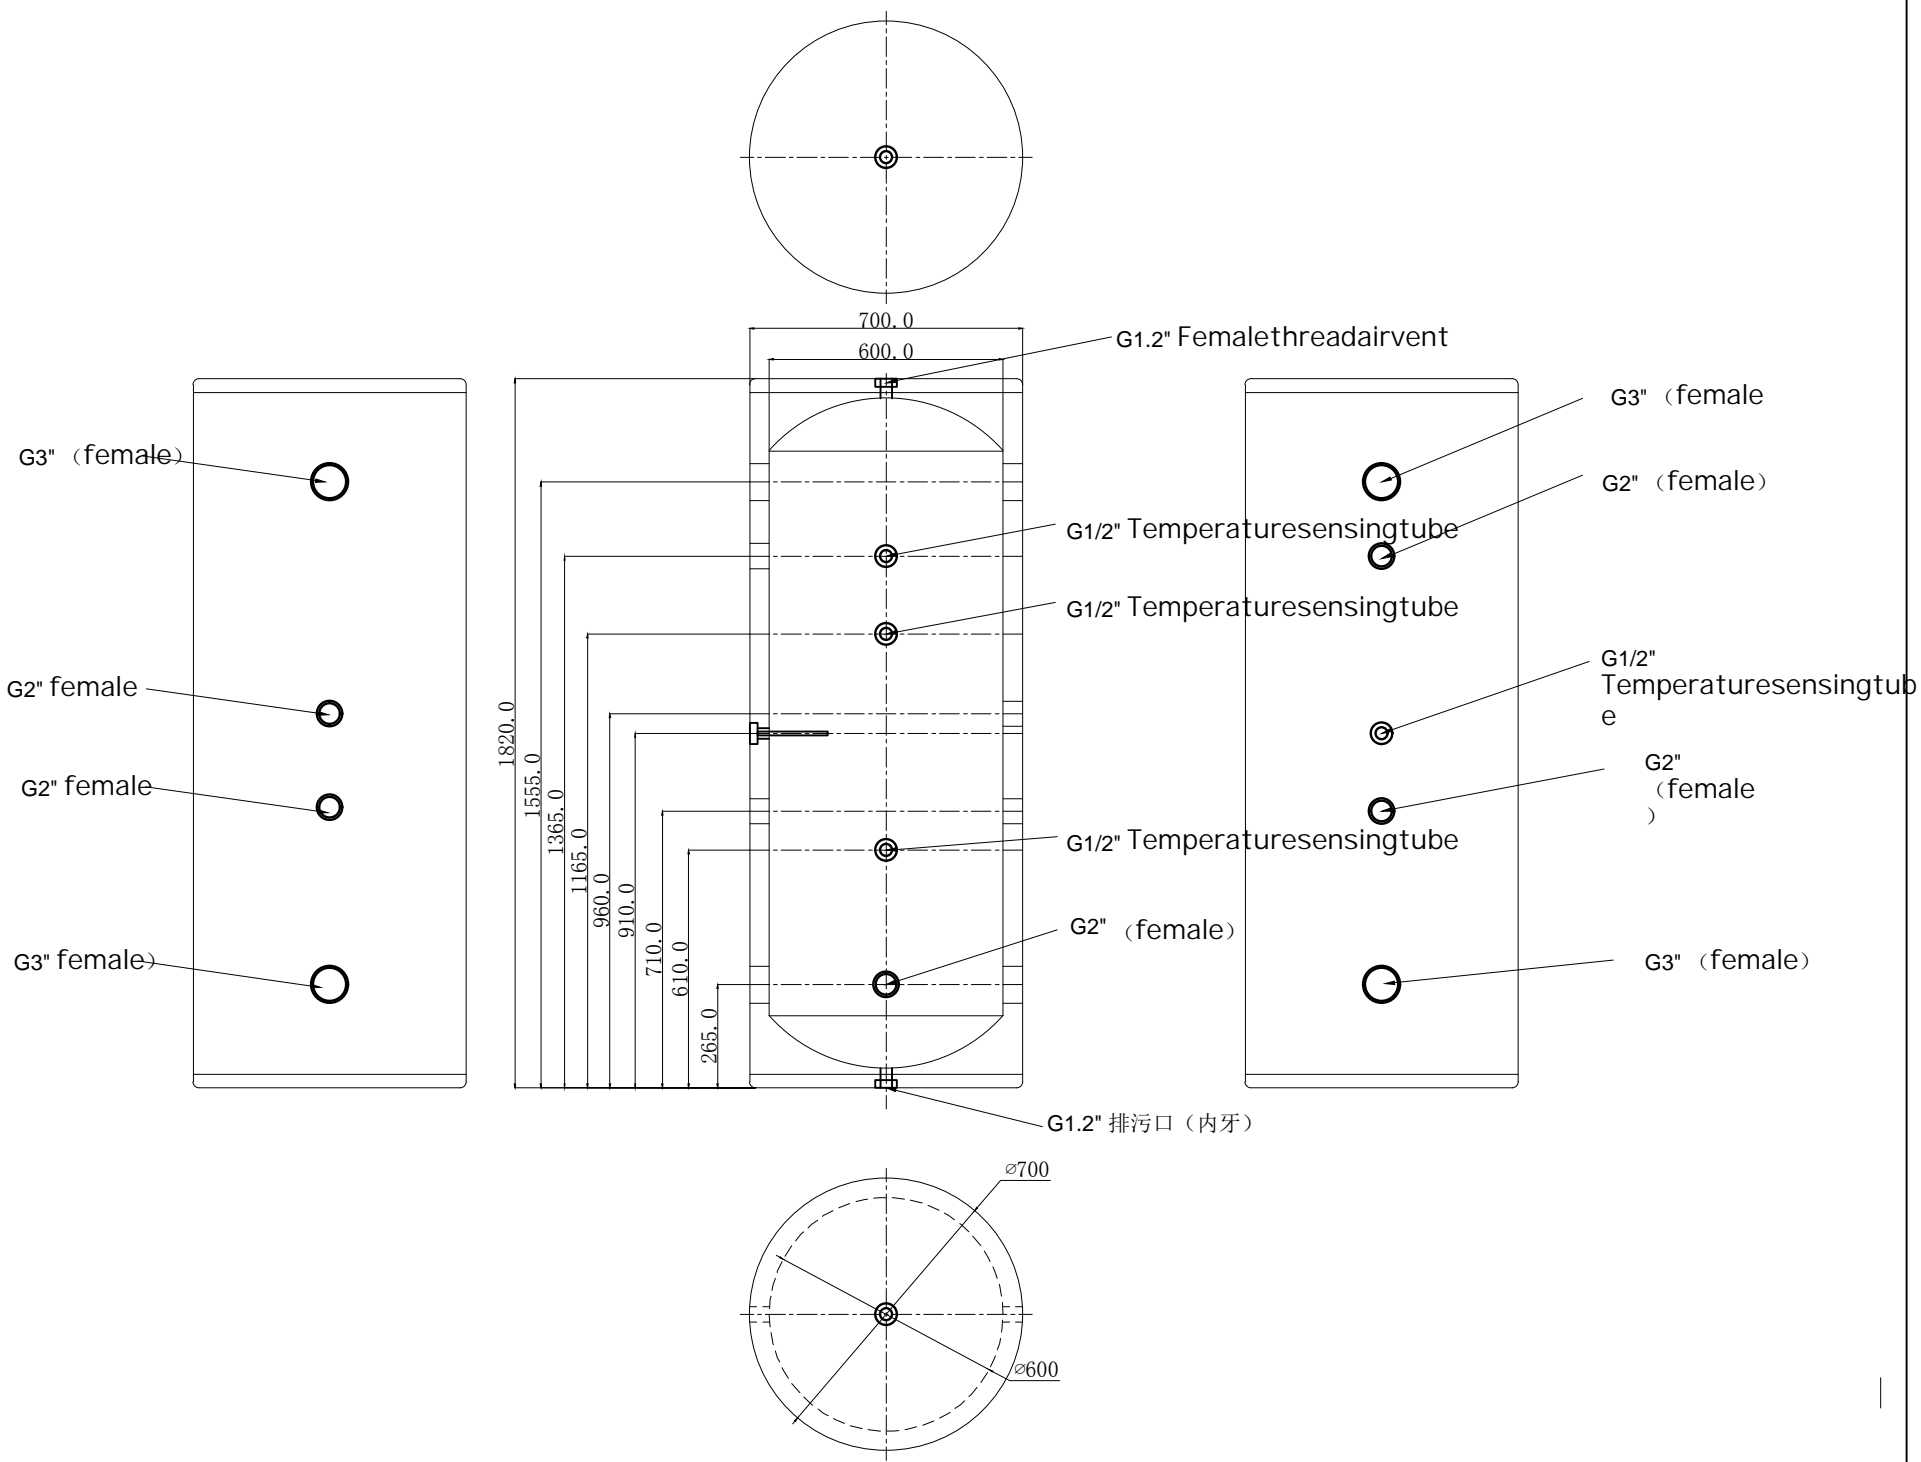 700.0
600.0
G1.2" Femalethreadairvent
G3" （female）
G2" female
G2" female
G3" female）
1820.0
1555.0
1365.0
1165.0
960.0
910.0
710.0
610.0
265.0
G1/2" Temperaturesensingtube
G1/2" Temperaturesensingtube
G1/2" Temperaturesensingtube
G2" （female）
G1.2" 排污口（内牙）
G3" （female
G2" （female）
G1/2"
Temperaturesensingtub
e
G2"
（female
）
G3" （female）
⌀700
⌀600